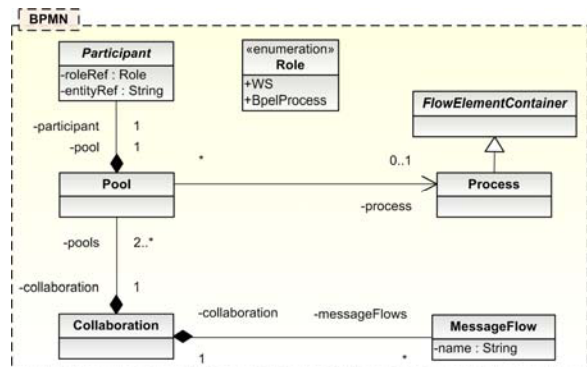 BPMN
Participant
-roleRef : Role
-entityRef : String
«enumeration»
Role
+WS
+BpelProcess
FlowElementContainer
-participant 1
-pool 1
* 0..1
Pool
Process
-process
-pools 2..*
-collaboration 1
-collaboration -messageFlows
Collaboration
MessageFlow
-name : String
1 *